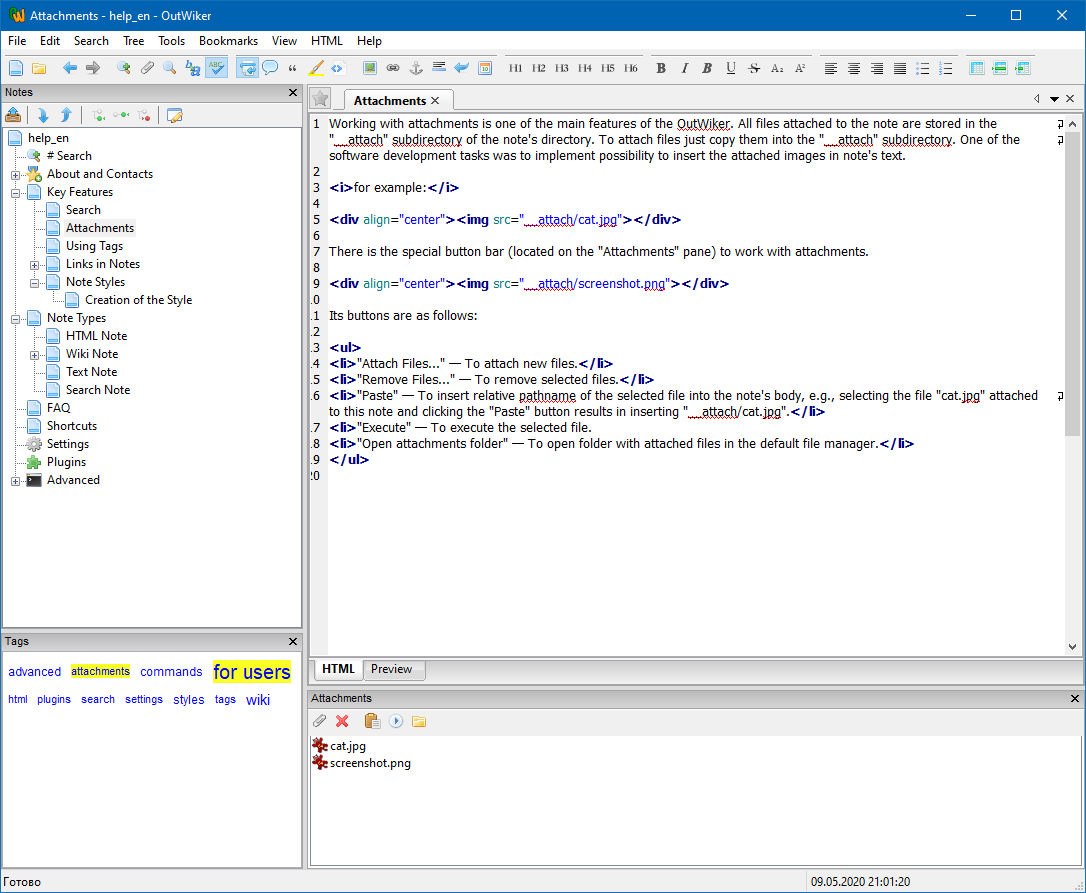 Attachments - help_en - OutWiker
File Edit Search Tree Tools Bookmarks View HTML Help
ABC “ 10 H1 H2 H3 H4 H5 H6 B I B U S A₂ A²
Notes
help_en
# Search
About and Contacts
Key Features
Search
Attachments
Using Tags
Links in Notes
Note Styles
Creation of the Style
Note Types
HTML Note
Wiki Note
Text Note
Search Note
FAQ
Shortcuts
Settings
Plugins
Advanced
Tags
advanced attachments commands for users
html plugins search settings styles tags wiki
Attachments
1 Working with attachments is one of the main features of the OutWiker. All files attached to the note are stored in the
"__attach" subdirectory of the note's directory. To attach files just copy them into the "__attach" subdirectory. One of the
software development tasks was to implement possibility to insert the attached images in note's text.
2
3 <i>for example:</i>
4
5 <div align="center"><img src="__attach/cat.jpg"></div>
6
7 There is the special button bar (located on the "Attachments" pane) to work with attachments.
8
9 <div align="center"><img src="__attach/screenshot.png"></div>
.0
.1 Its buttons are as follows:
.2
.3 <ul>
.4 <li>"Attach Files..." — To attach new files.</li>
.5 <li>"Remove Files..." — To remove selected files.</li>
.6 <li>"Paste" — To insert relative pathname of the selected file into the note's body, e.g., selecting the file "cat.jpg" attached
to this note and clicking the "Paste" button results in inserting "__attach/cat.jpg".</li>
.7 <li>"Execute" — To execute the selected file.
.8 <li>"Open attachments folder" — To open folder with attached files in the default file manager.</li>
.9 </ul>
20
HTML Preview
Attachments
cat.jpg
screenshot.png
Готово 09.05.2020 21:01:20